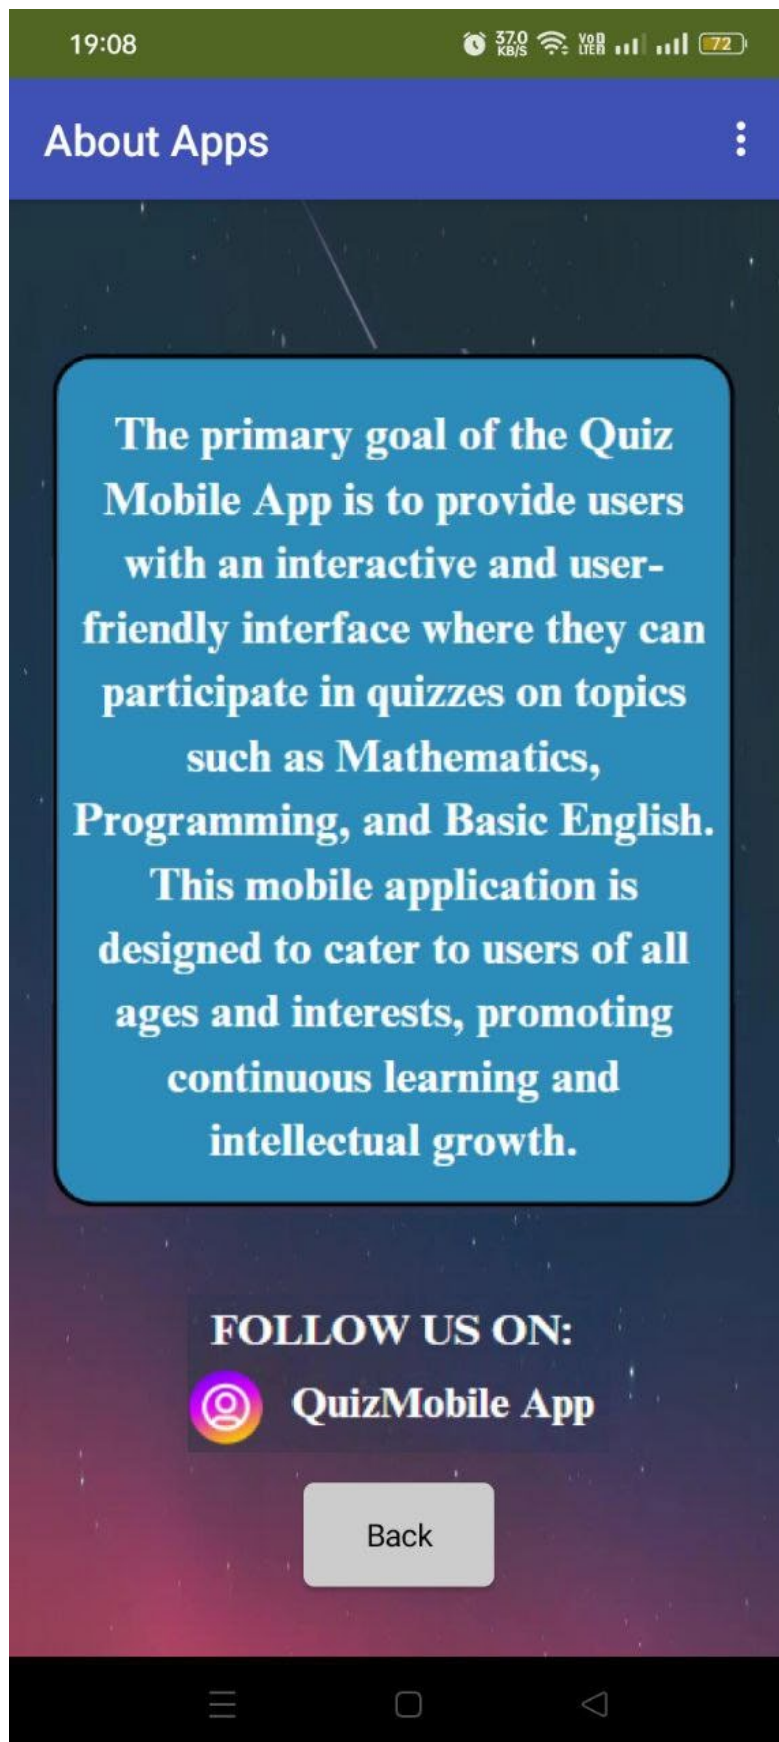 19:08
37.0
KB/S
VoD
LTE
72
About Apps
The primary goal of the Quiz
Mobile App is to provide users
with an interactive and user-
friendly interface where they can
participate in quizzes on topics
such as Mathematics,
Programming, and Basic English.
This mobile application is
designed to cater to users of all
ages and interests, promoting
continuous learning and
intellectual growth.
FOLLOW US ON:
QuizMobile App
Back